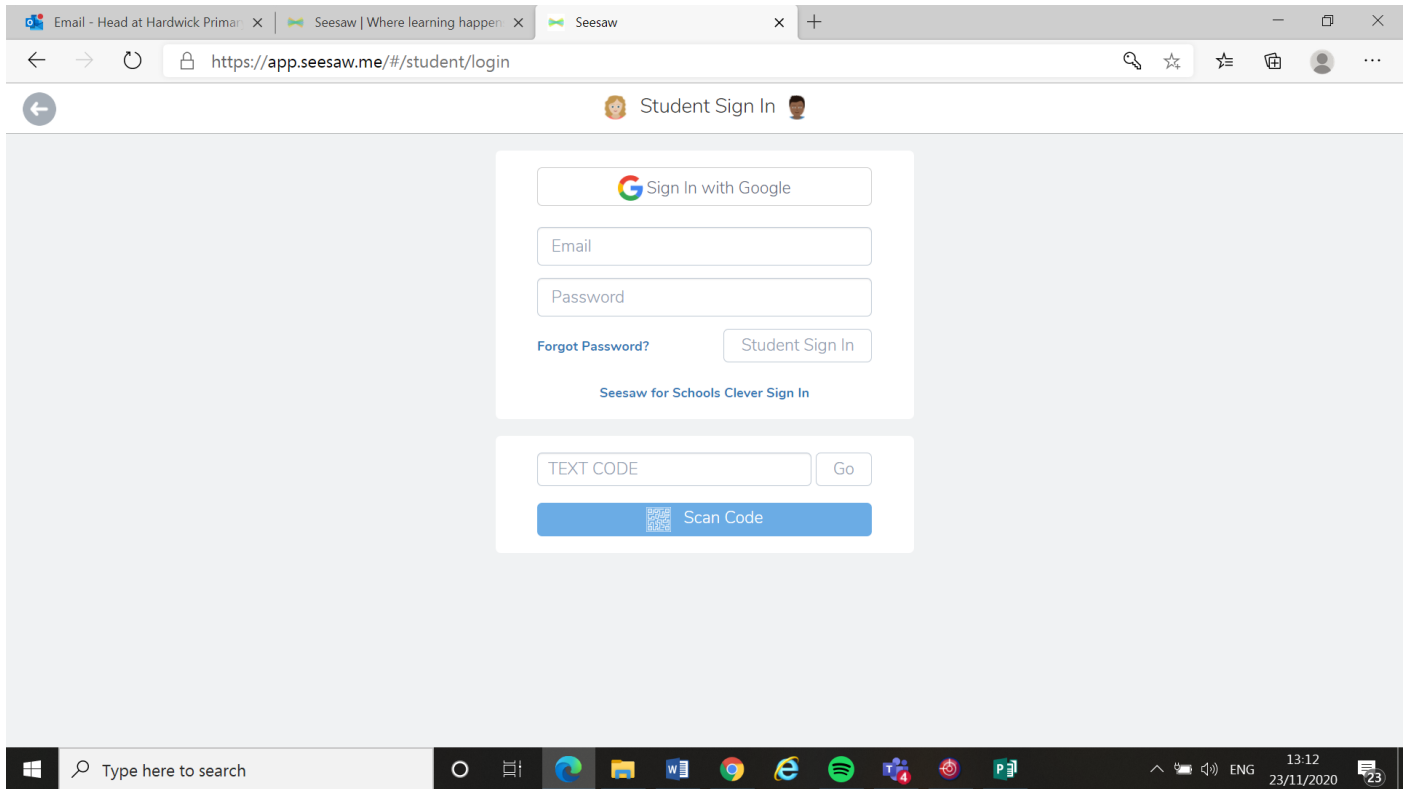 Email - Head at Hardwick Primar
Seesaw | Where learning happen
Seesaw
https://app.seesaw.me/#/student/login
Student Sign In
Sign In with Google
Email
Password
Forgot Password?
Student Sign In
Seesaw for Schools Clever Sign In
TEXT CODE
Go
Scan Code
Type here to search
4
ENG
13:12
23/11/2020
23